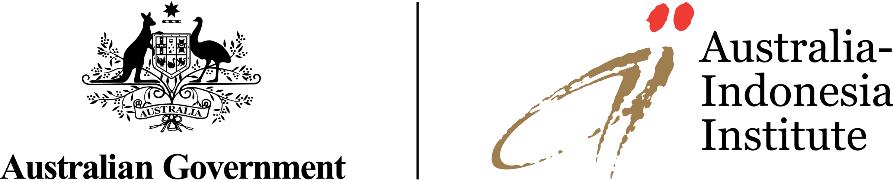 AUSTRALIA
Australian Government
Australia-
Indonesia
Institute